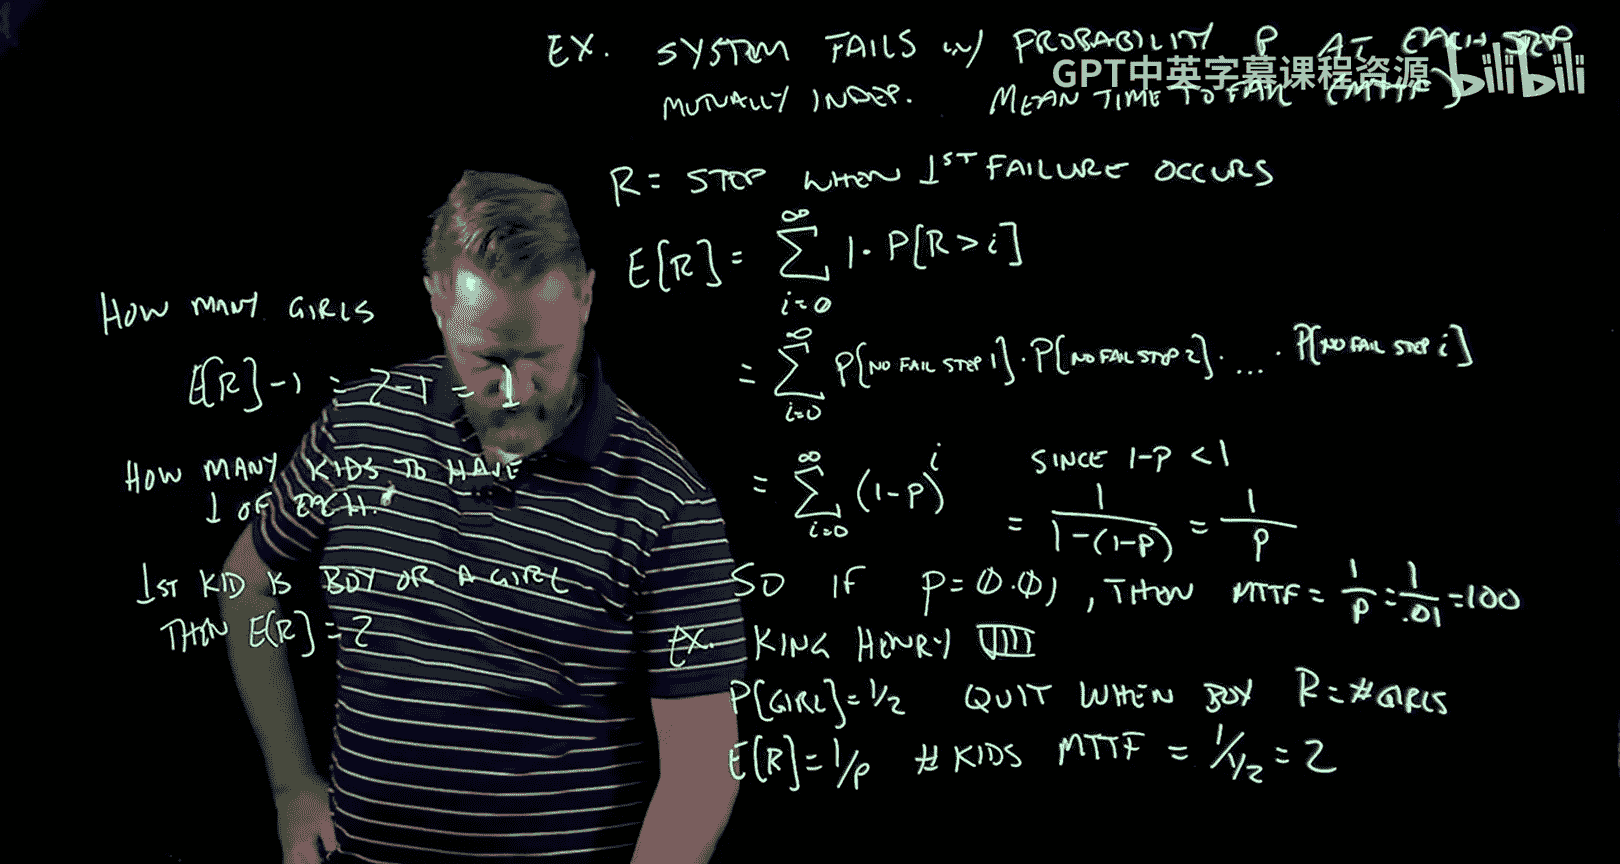 EX. SYSTEM FAILS w/ PROBABILITY P AT EACH STEP
GPT中英字幕课程资源 bilibili
MUTUALLY INDEP. MEAN TIME TO FAIL (MTTF)
R = STEP WHEN 1ST FAILURE OCCURS
E[R] = ∞∑i=0 1· P[R > i]
= ∞∑i=0 P[NO FAIL STEP 1] · P[NO FAIL STEP 2] · ... · P[NO FAIL STEP i]
= ∞∑i=0 (1-P)^i SINCE 1-P < 1
= 1/(1-(1-P)) = 1/P
SO IF P = 0.01, THEN MTTF = 1/P = 1/.01 = 100
EX. KING HENRY VIII
P[GIRL] = 1/2 QUIT WHEN BOY R = #GIRLS
E[R] = 1/P # KIDS MTTF = 1/1/2 = 2
HOW MANY GIRLS
E[R] -1 = 2-1 = 1
HOW MANY KIDS TO HAVE
1 OF EACH.
1ST KID IS BOY OR A GIRL
THEN E[R] = 2